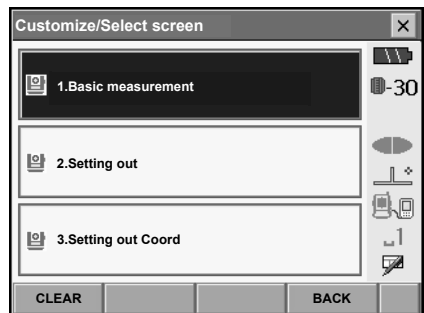 Customize/Select screen
1.Basic measurement
-30
2.Setting out
3.Setting out Coord
1
CLEAR BACK